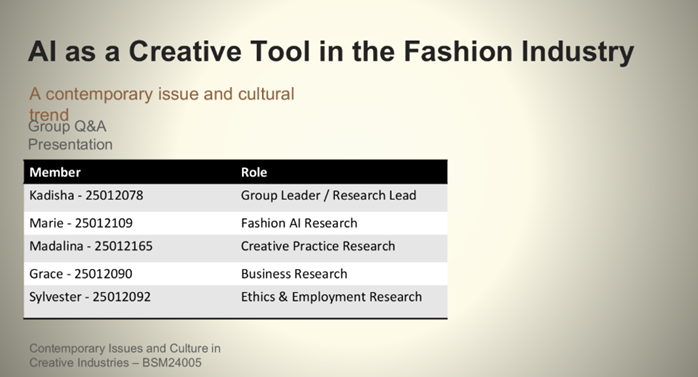 AI as a Creative Tool in the Fashion Industry
A contemporary issue and cultural
trend
Group Q&A
Presentation
Member Role
Kadisha - 25012078 Group Leader / Research Lead
Marie - 25012109 Fashion AI Research
Madalina - 25012165 Creative Practice Research
Grace - 25012090 Business Research
Sylvester - 25012092 Ethics & Employment Research
Contemporary Issues and Culture in
Creative Industries – BSM24005